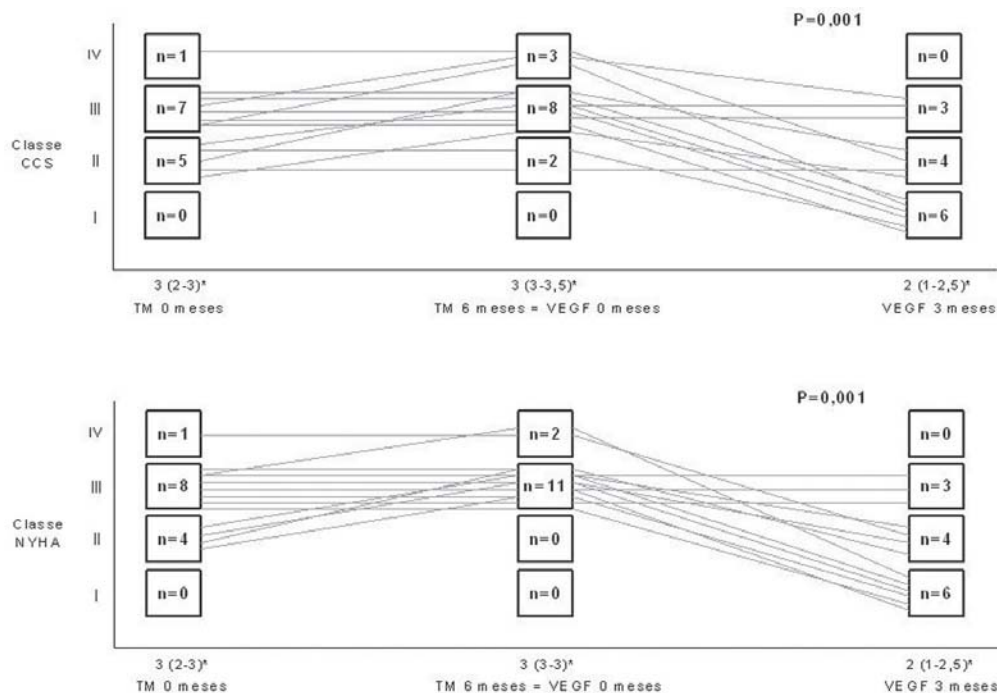 P=0,001
IV n=1 n=3 n=0
III n=7 n=8 n=3
Classe
CCS
II n=5 n=2 n=4
I n=0 n=0 n=6
3 (2-3)* 3 (3-3,5)* 2 (1-2,5)*
TM 0 meses TM 6 meses = VEGF 0 meses VEGF 3 meses
P=0,001
IV n=1 n=2 n=0
III n=8 n=11 n=3
Classe
NYHA
II n=4 n=0 n=4
I n=0 n=0 n=6
3 (2-3)* 3 (3-3)* 2 (1-2,5)*
TM 0 meses TM 6 meses = VEGF 0 meses VEGF 3 meses